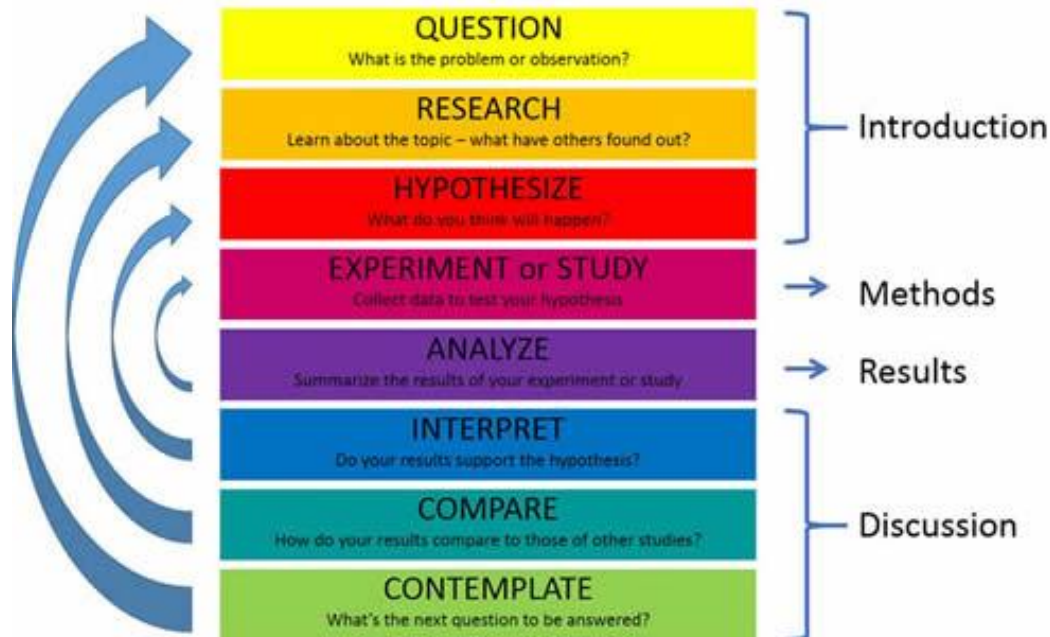 QUESTION
What is the problem or observation?
RESEARCH
Learn about the topic – what have others found out?
HYPOTHESIZE
What do you think will happen?
Introduction
EXPERIMENT or STUDY
Collect data to test your hypothesis
Methods
ANALYZE
Summarize the results of your experiment or study
Results
INTERPRET
Do your results support the hypothesis?
COMPARE
How do your results compare to those of other studies?
CONTEMPLATE
What's the next question to be answered?
Discussion